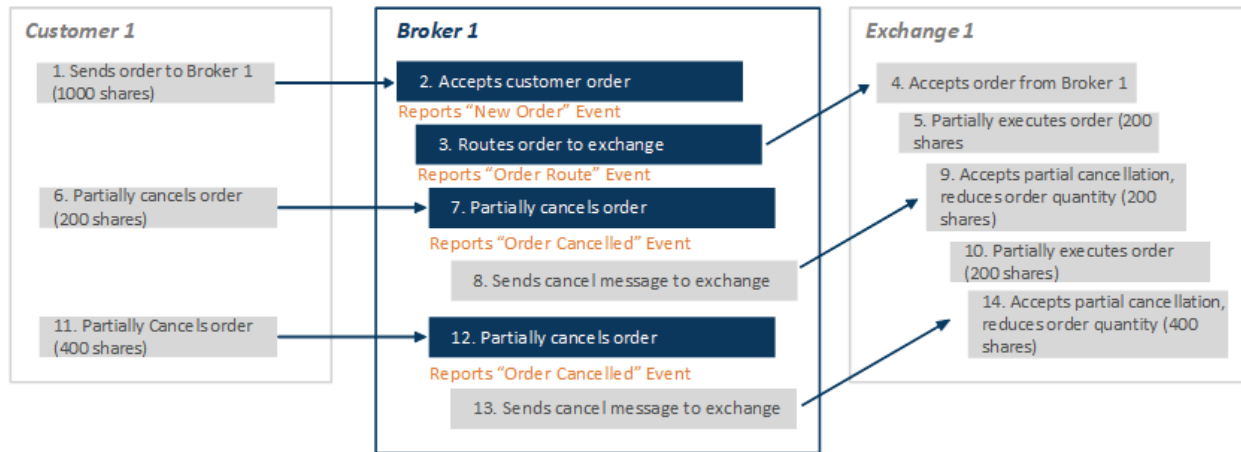 Customer 1
1. Sends order to Broker 1
(1000 shares)
6. Partially cancels order
(200 shares)
11. Partially Cancels order
(400 shares)
Broker 1
2. Accepts customer order
Reports “New Order” Event
3. Routes order to exchange
Reports “Order Route” Event
7. Partially cancels order
Reports “Order Cancelled” Event
8. Sends cancel message to exchange
12. Partially cancels order
Reports “Order Cancelled” Event
13. Sends cancel message to exchange
Exchange 1
4. Accepts order from Broker 1
5. Partially executes order (200
shares
9. Accepts partial cancellation,
reduces order quantity (200
shares)
10. Partially executes order
(200 shares)
14. Accepts partial cancellation,
reduces order quantity (400
shares)